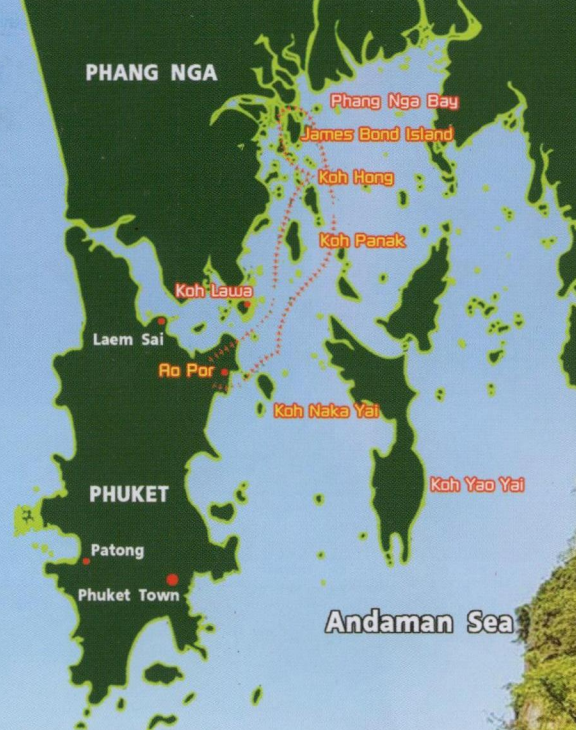 PHANG NGA
Phang Nga Bay
James Bond Island
Koh Hong
Koh Panak
Koh Lawa
Laem Sai
Ao Por
Koh Naka Yai
Koh Yao Yai
PHUKET
Patong
Phuket Town
Andaman Sea